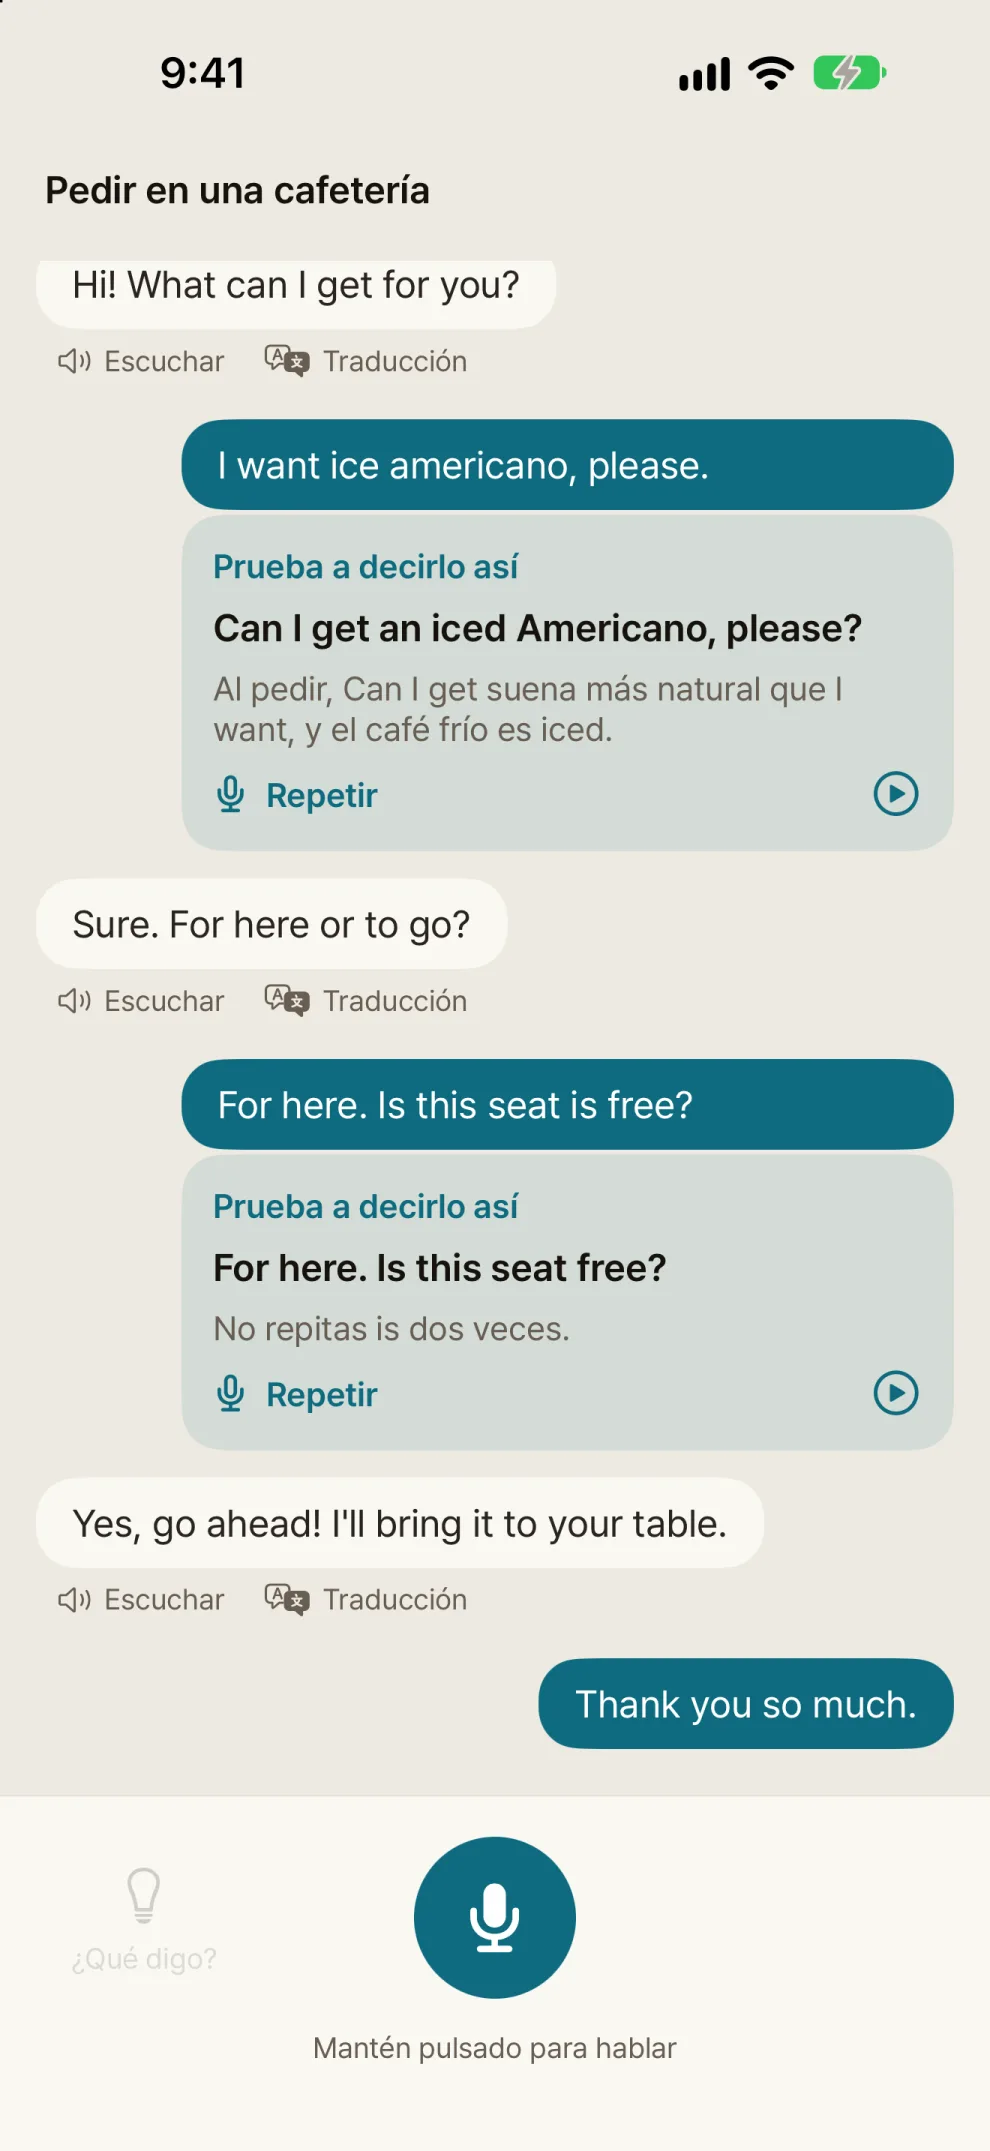 9:41
Pedir en una cafetería
Hi! What can I get for you?
Escuchar Traducción
I want ice americano, please.
Prueba a decirlo así
Can I get an iced Americano, please?
Al pedir, Can I get suena más natural que I
want, y el café frío es iced.
Repetir
Sure. For here or to go?
Escuchar Traducción
For here. Is this seat is free?
Prueba a decirlo así
For here. Is this seat free?
No repitas is dos veces.
Repetir
Yes, go ahead! I'll bring it to your table.
Escuchar Traducción
Thank you so much.
¿Qué digo?
Mantén pulsado para hablar